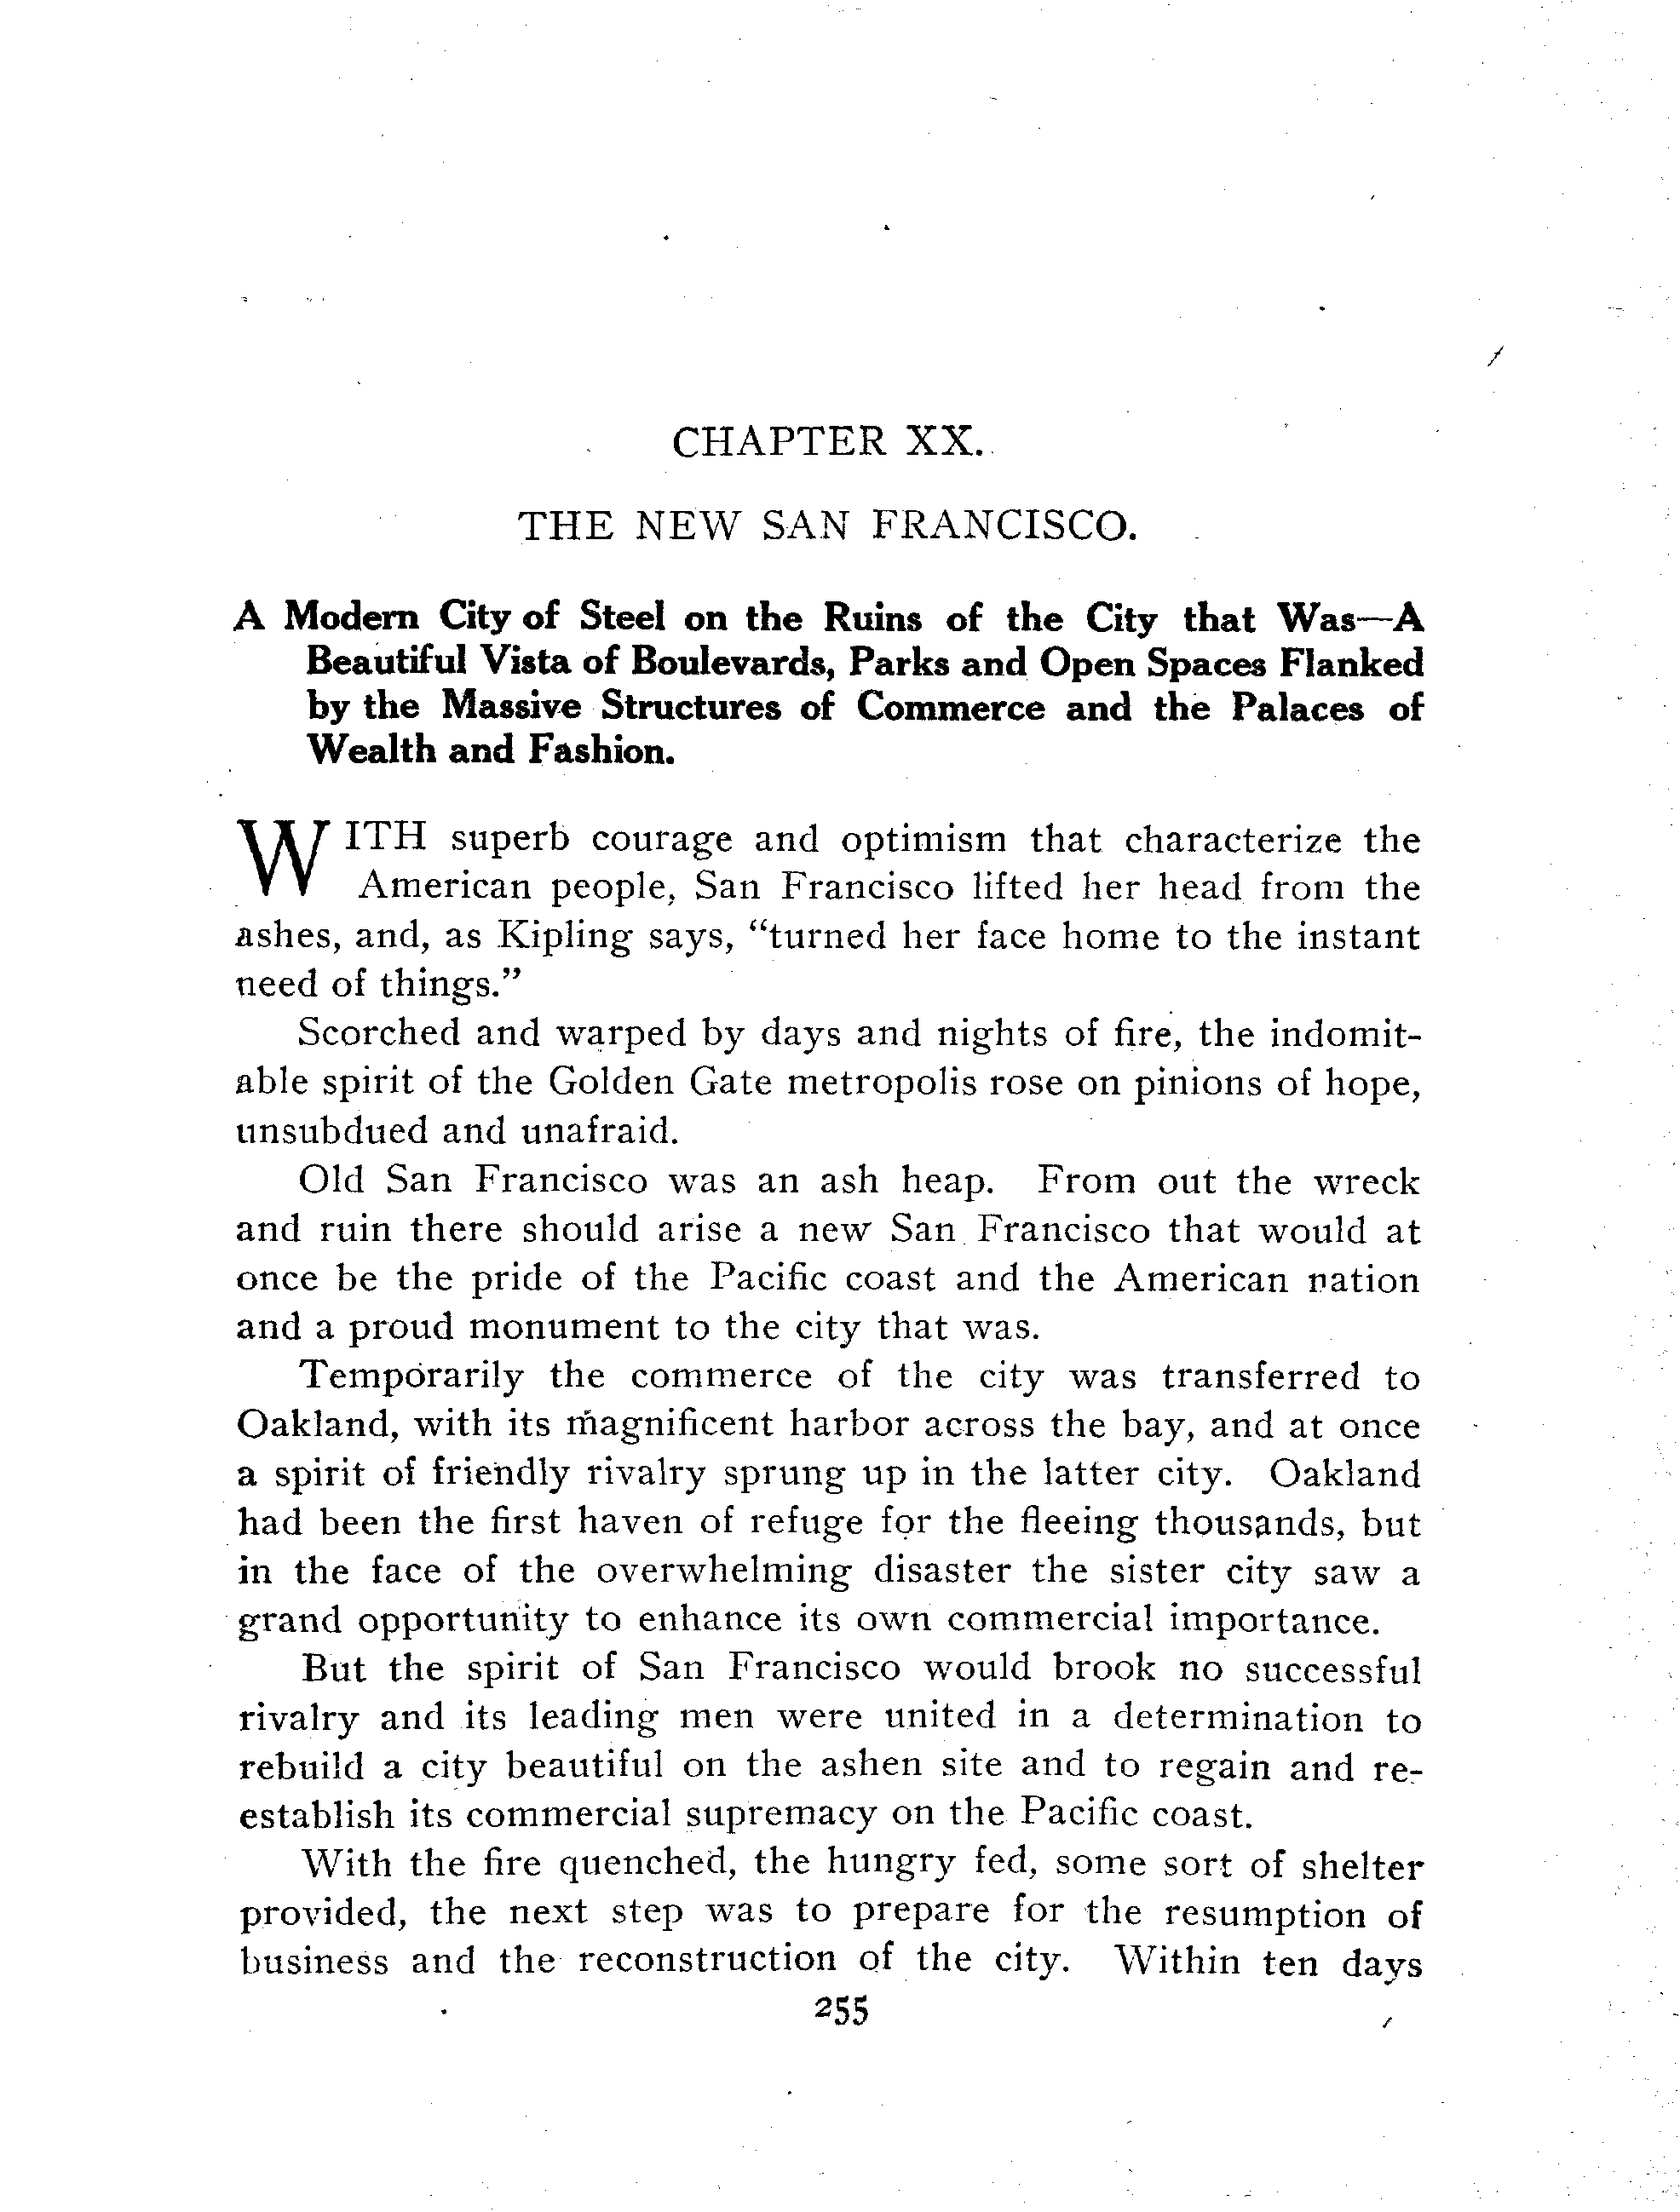 CHAPTER XX.
THE NEW SAN FRANCISCO.
A Modern City of Steel on the Ruins of the City that Was—A
Beautiful Vista of Boulevards, Parks and Open Spaces Flanked
by the Massive Structures of Commerce and the Palaces of
Wealth and Fashion.
WITH superb courage and optimism that characterize the
American people, San Francisco lifted her head from the
ashes, and, as Kipling says, “turned her face home to the instant
need of things.”
Scorched and warped by days and nights of fire, the indomit-
able spirit of the Golden Gate metropolis rose on pinions of hope,
unsubdued and unafraid.
Old San Francisco was an ash heap. From out the wreck
and ruin there should arise a new San Francisco that would at
once be the pride of the Pacific coast and the American nation
and a proud monument to the city that was.
Temporarily the commerce of the city was transferred to
Oakland, with its magnificent harbor across the bay, and at once
a spirit of friendly rivalry sprung up in the latter city. Oakland
had been the first haven of refuge for the fleeing thousands, but
in the face of the overwhelming disaster the sister city saw a
grand opportunity to enhance its own commercial importance.
But the spirit of San Francisco would brook no successful
rivalry and its leading men were united in a determination to
rebuild a city beautiful on the ashen site and to regain and re-
establish its commercial supremacy on the Pacific coast.
With the fire quenched, the hungry fed, some sort of shelter
provided, the next step was to prepare for the resumption of
business and the reconstruction of the city. Within ten days
255